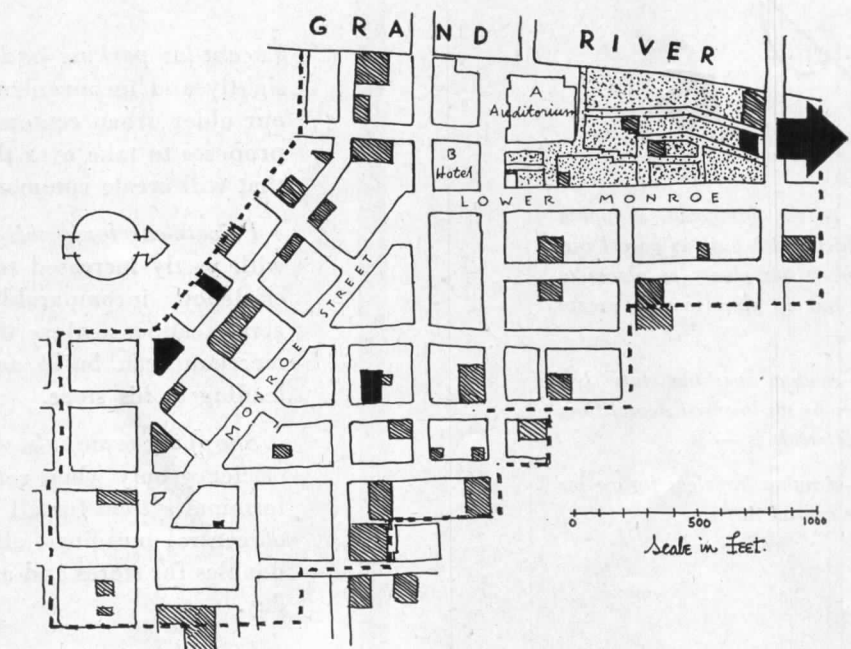 GRAND RIVER
A
Auditorium
B
Hotel
LOWER MONROE
MONROE STREET
0 500 1000
Scale in FEET.